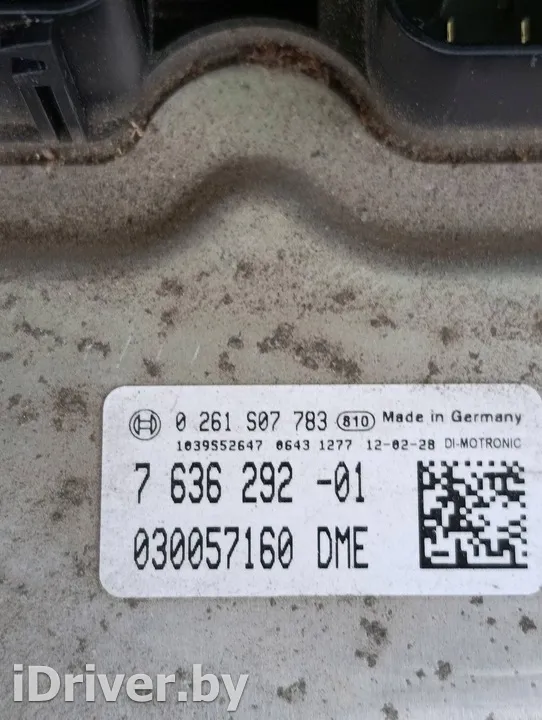 0 261 S07 783 810 Made in Germany
1039S52647 0643 1277 12-02-28 DI-MOTRONIC
7 636 292 -01
030057160 DME
iDriver.by